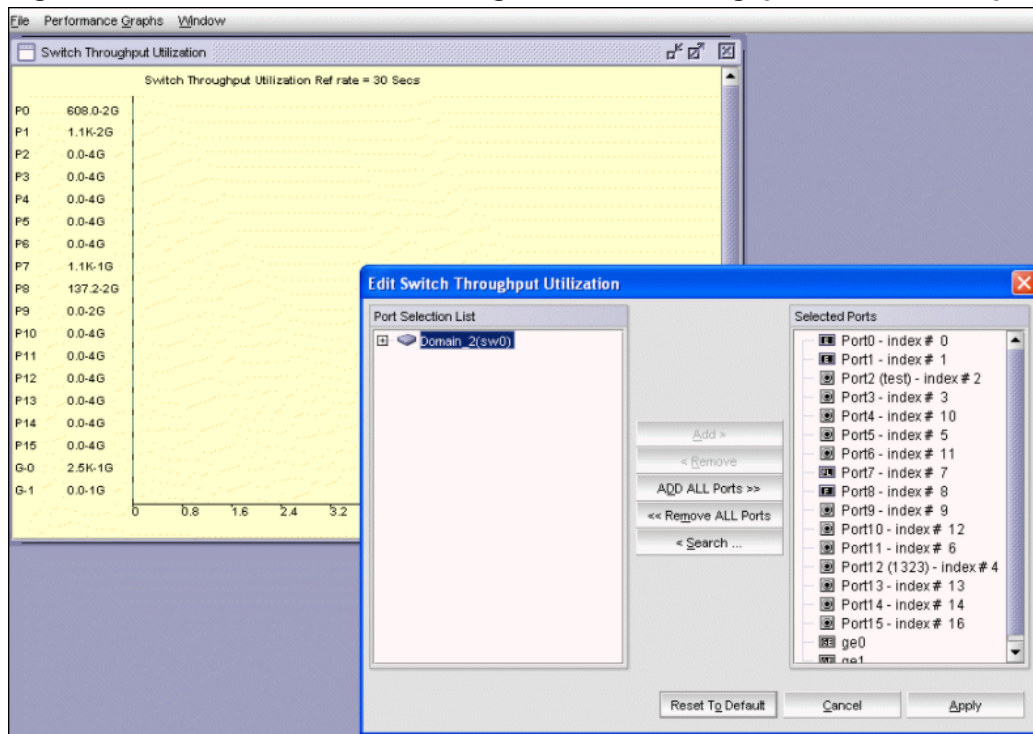 File Performance Graphs Window
Switch Throughput Utilization
Switch Throughput Utilization Ref rate = 30 Secs
P0 608.0-2G
P1 1.1K-2G
P2 0.0-4G
P3 0.0-4G
P4 0.0-4G
P5 0.0-4G
P6 0.0-4G
P7 1.1K-1G
P8 137.2-2G
P9 0.0-2G
P10 0.0-4G
P11 0.0-4G
P12 0.0-4G
P13 0.0-4G
P14 0.0-4G
P15 0.0-4G
G-0 2.5K-1G
G-1 0.0-1G
0 0.8 1.6 2.4 3.2
Edit Switch Throughput Utilization
Port Selection List
Domain_2(sw0)
Add >
< Remove
ADD ALL Ports >>
<< Remove ALL Ports
< Search ...
Selected Ports
Port0 - index # 0
Port1 - index # 1
Port2 (test) - index # 2
Port3 - index # 3
Port4 - index # 10
Port5 - index # 5
Port6 - index # 11
Port7 - index # 7
Port8 - index # 8
Port9 - index # 9
Port10 - index # 12
Port11 - index # 6
Port12 (1323) - index # 4
Port13 - index # 13
Port14 - index # 14
Port15 - index # 16
ge0
ge1
Reset To Default Cancel Apply